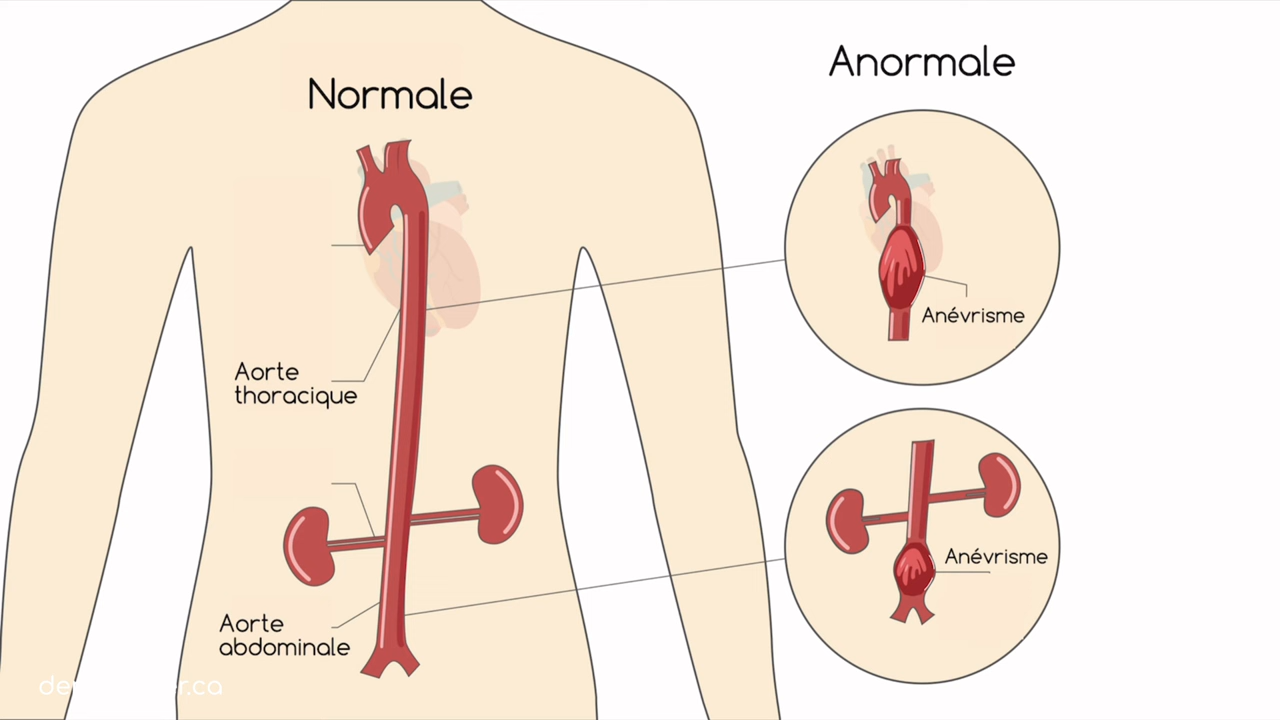 Normale
Anormale
Aorte
thoracique
Aorte
abdominale
Anévrisme
Anévrisme